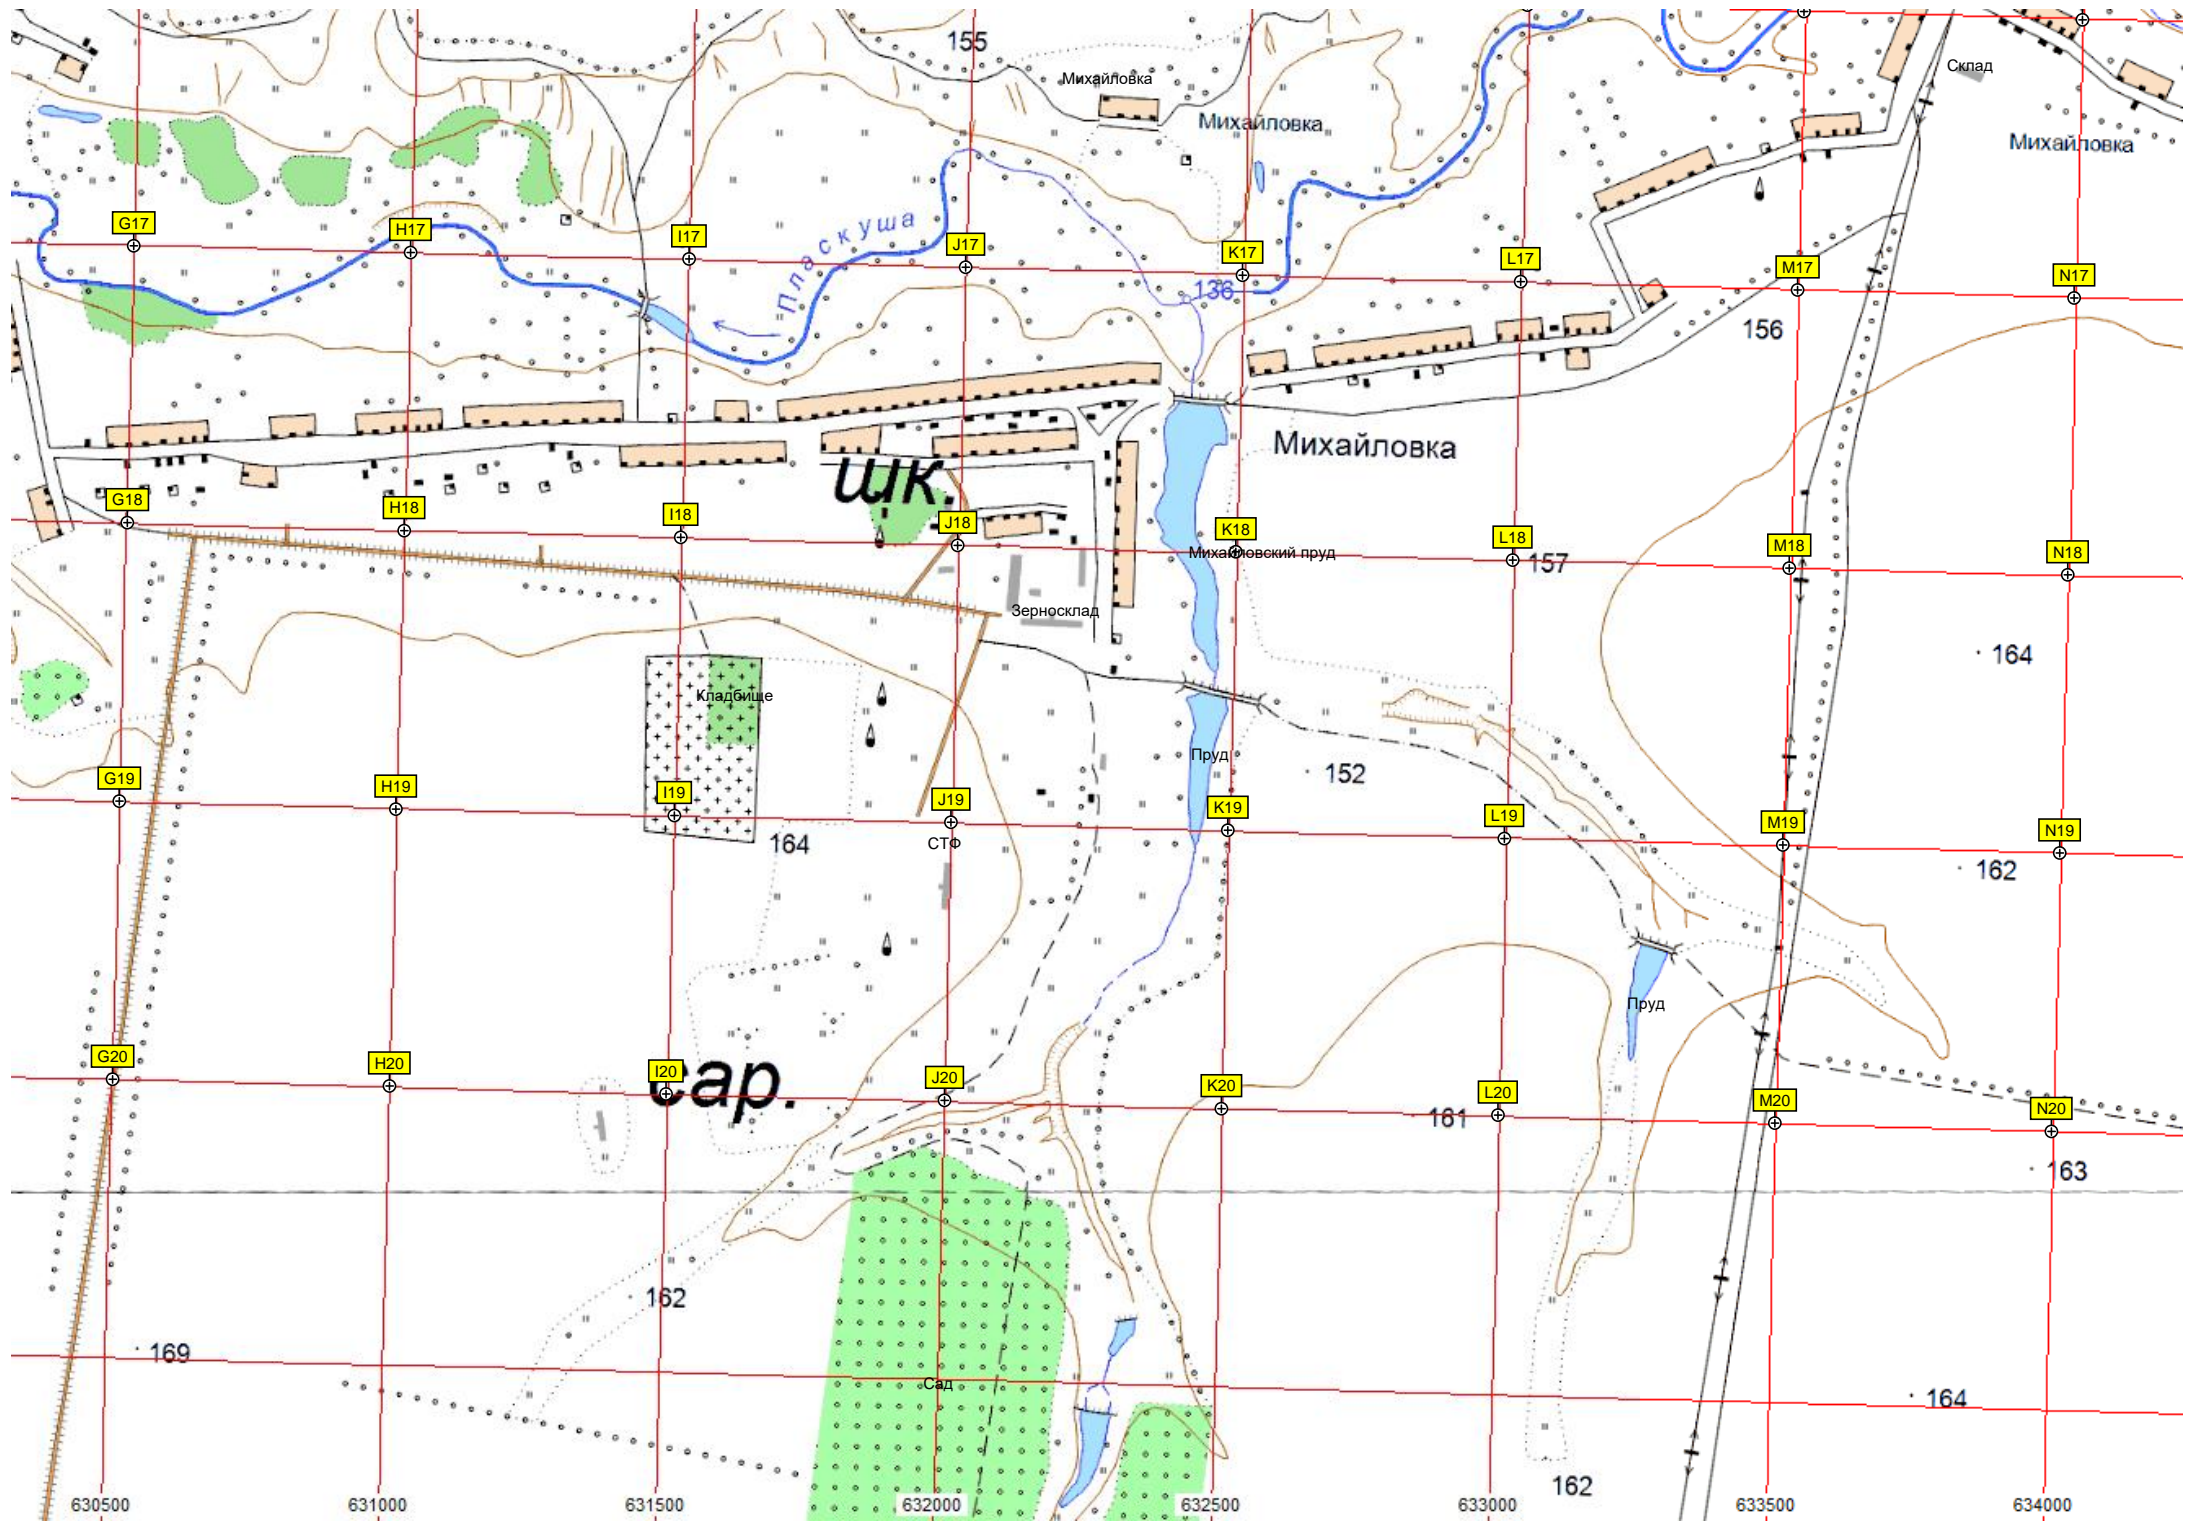 155
Михайловка
Склад
Михайловка
Михайловка
G17
H17
I17
J17
K17
L17
M17
N17
Пласкуша
136
156
Михайловка
шк.
G18
H18
I18
J18
K18
L18
M18
N18
Михайловский пруд
157
Зерносклад
164
Кладбище
Пруд
152
G19
H19
I19
J19
K19
L19
M19
N19
164
СТФ
162
Пруд
G20
H20
I20
J20
K20
L20
M20
N20
сар.
161
163
162
169
Сад
164
162
630500 631000 631500 632000 632500 633000 633500 634000